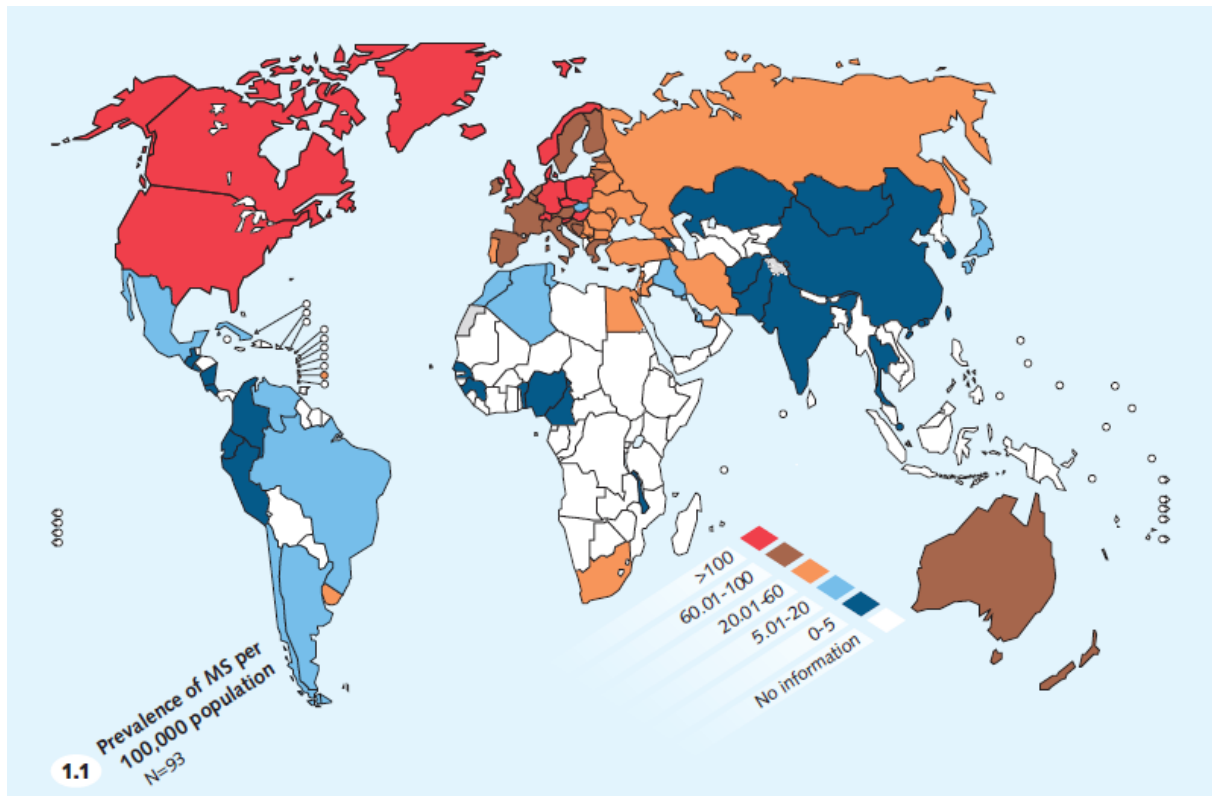 >100
60.01-100
20.01-60
5.01-20
0-5
No information
Prevalence of MS per
100,000 population
N=93
1.1